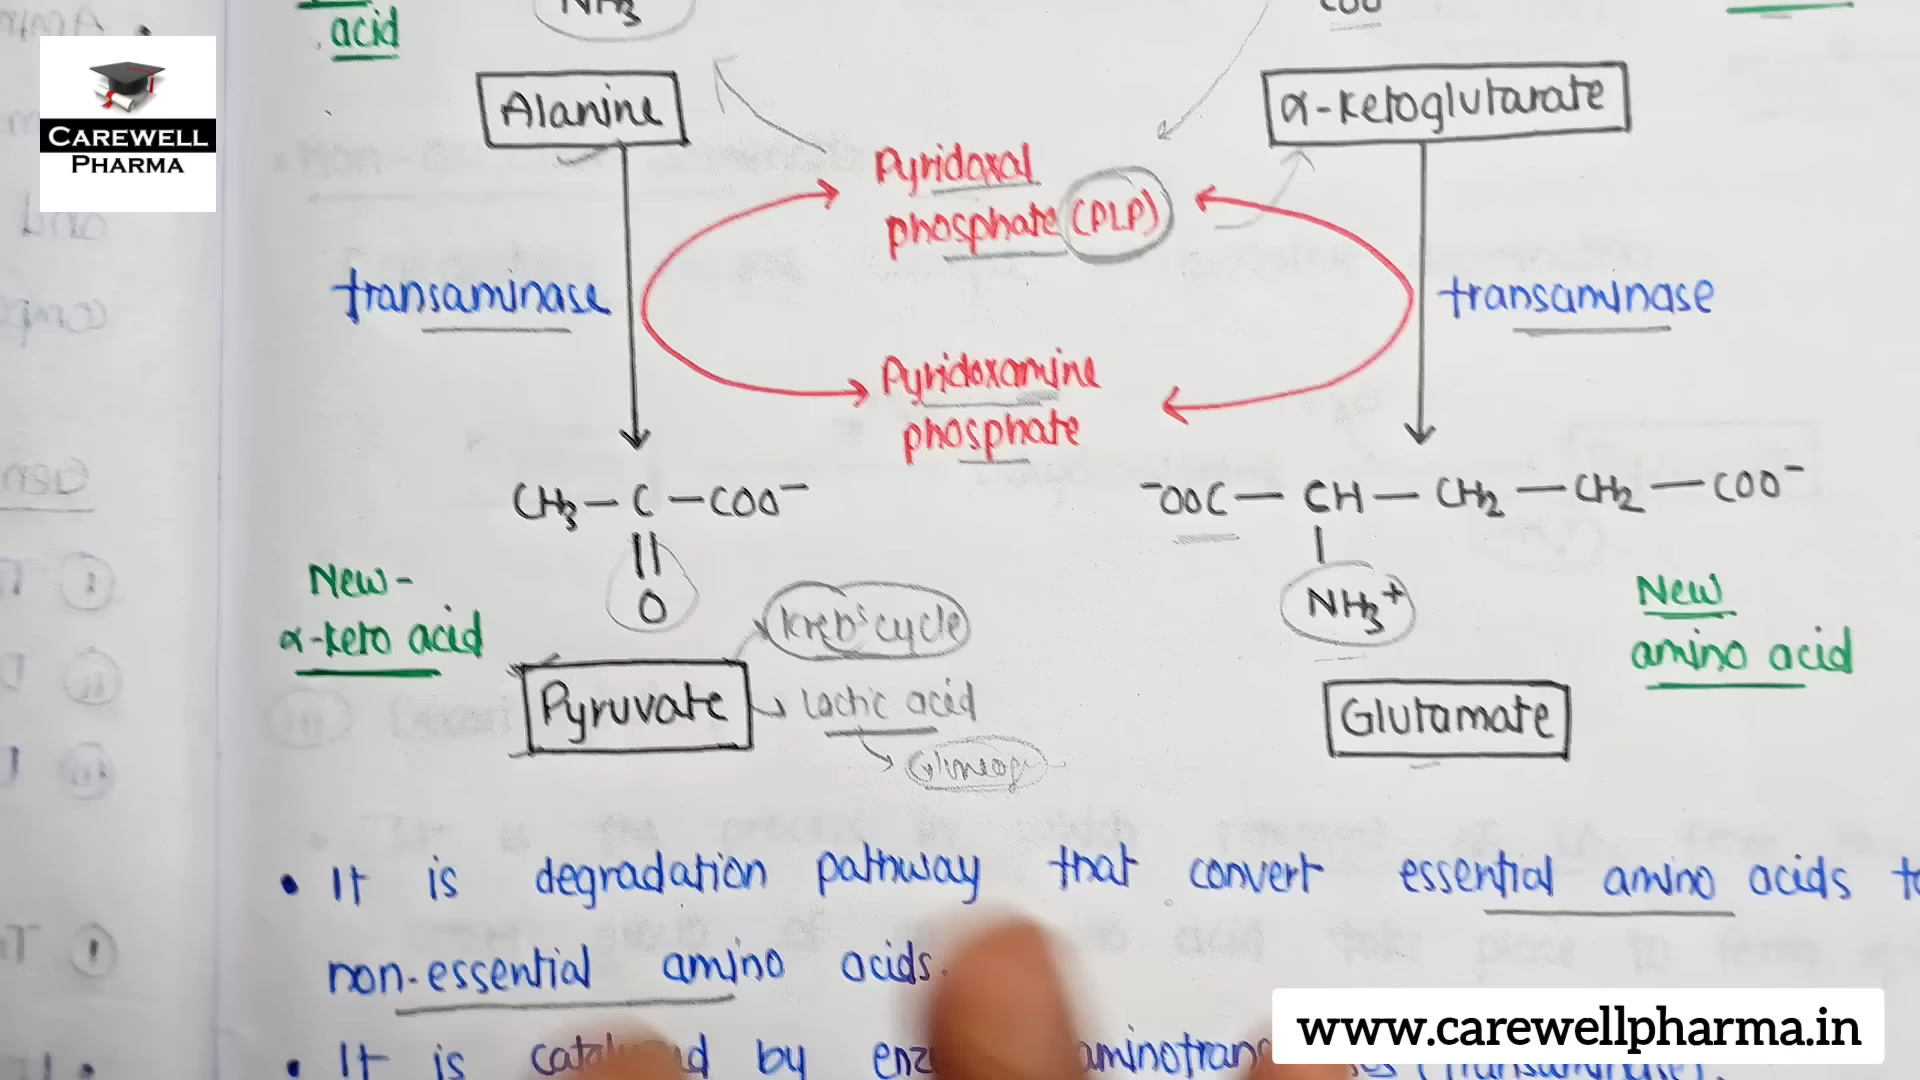 NH3
COO
acid
CAREWELL
PHARMA
Alanine
α-ketoglutarate
Pyridoxal
phosphate (PLP)
transaminase
transaminase
Pyridoxamine
phosphate
CH3 — C — COO⁻
O
⁻OOC — CH — CH2 — CH2 — COO⁻
NH3+
New-
α-keto acid
Kreb's cycle
New
amino acid
Pyruvate
Lactic acid
Glutamate
• It is degradation pathway that convert essential amino acids to
non-essential amino acids.
• It is by
www.carewellpharma.in